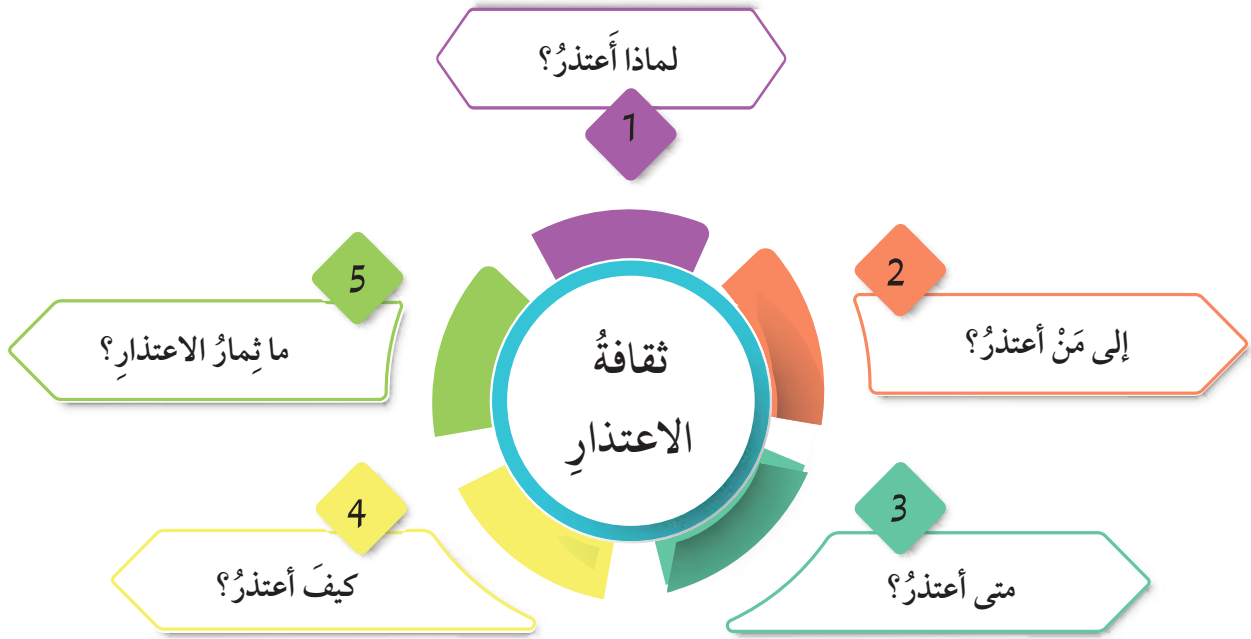 لماذا أَعتذرُ؟
1
2
إلى مَنْ أعتذرُ؟
3
متى أعتذرُ؟
4
كيفَ أعتذرُ؟
5
ما ثِمارُ الاعتذارِ؟
ثقافةُ
الاعتذارِ